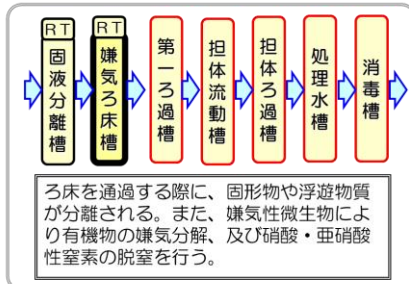 RT
固液分離槽
RT
嫌気ろ床槽
第一ろ過槽
担体流動槽
担体ろ過槽
処理水槽
消毒槽
ろ床を通過する際に、固形物や浮遊物質
が分離される。また、嫌気性微生物によ
り有機物の嫌気分解、及び硝酸・亜硝酸
性窒素の脱窒を行う。